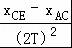 x_CE − x_AC
(2T)²